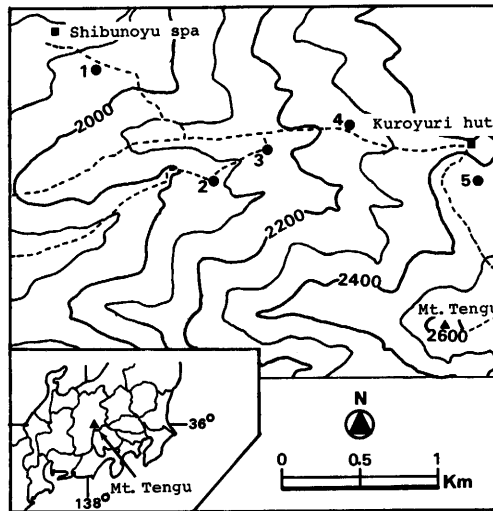 Shibunoyu spa
1
2000
4
Kuroyuri hut
3
2
5
2200
2400
Mt. Tengu
2600
36°
Mt. Tengu
138°
N
0 0.5 1
Km